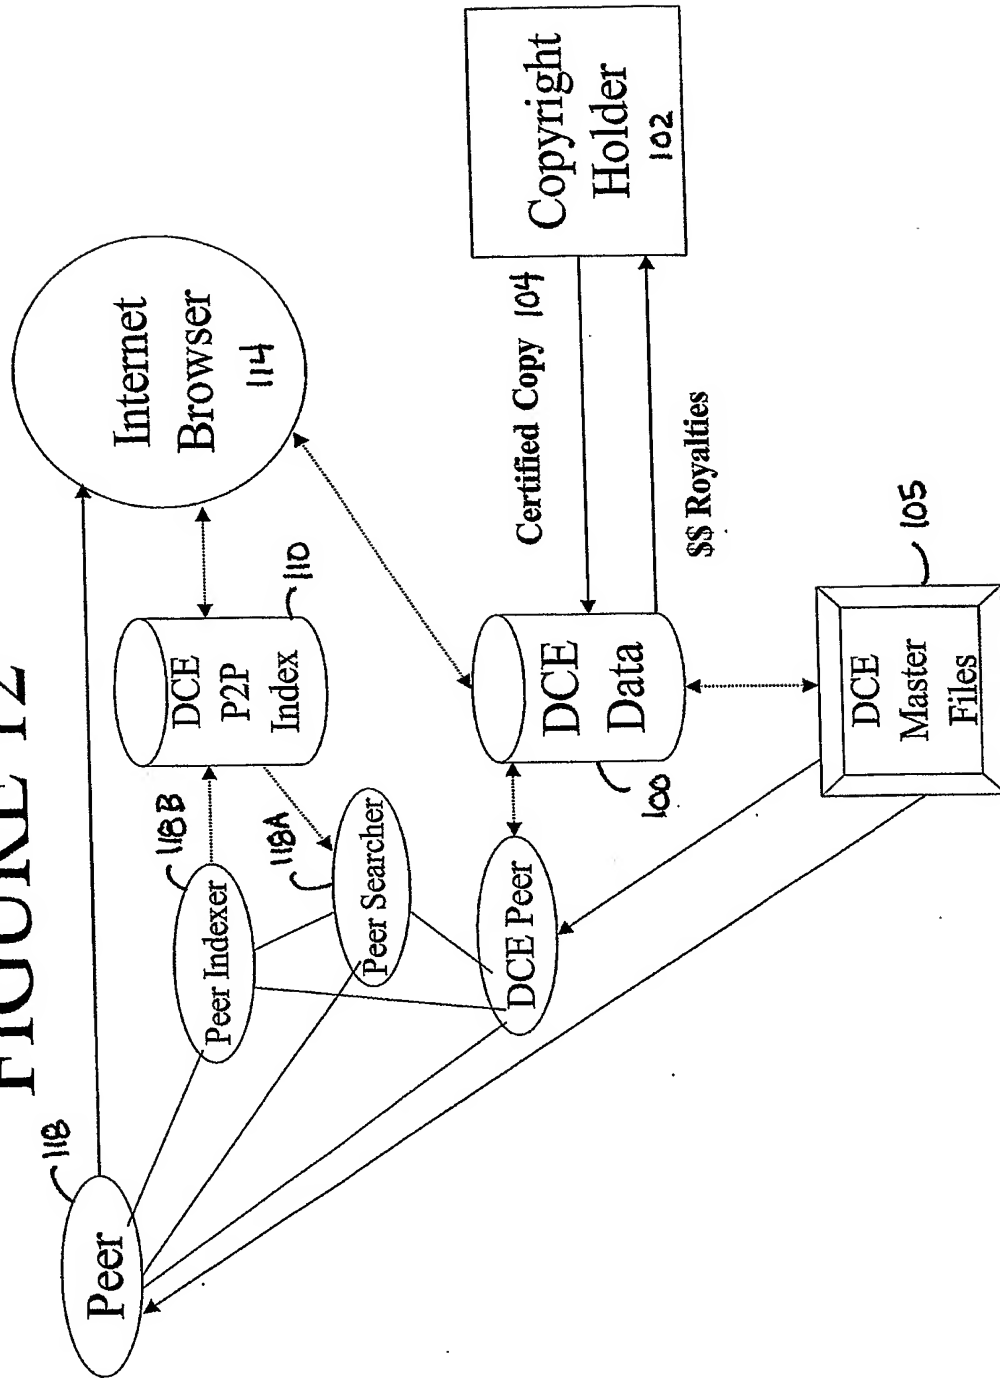 FIGURE 12
Peer
118
Internet
Browser
114
Peer Indexer
118B
DCE
P2P
Index
110
Peer Searcher
118A
DCE Peer
DCE
Data
100
Certified Copy 104
$$ Royalties
Copyright
Holder
102
DCE
Master
Files
105